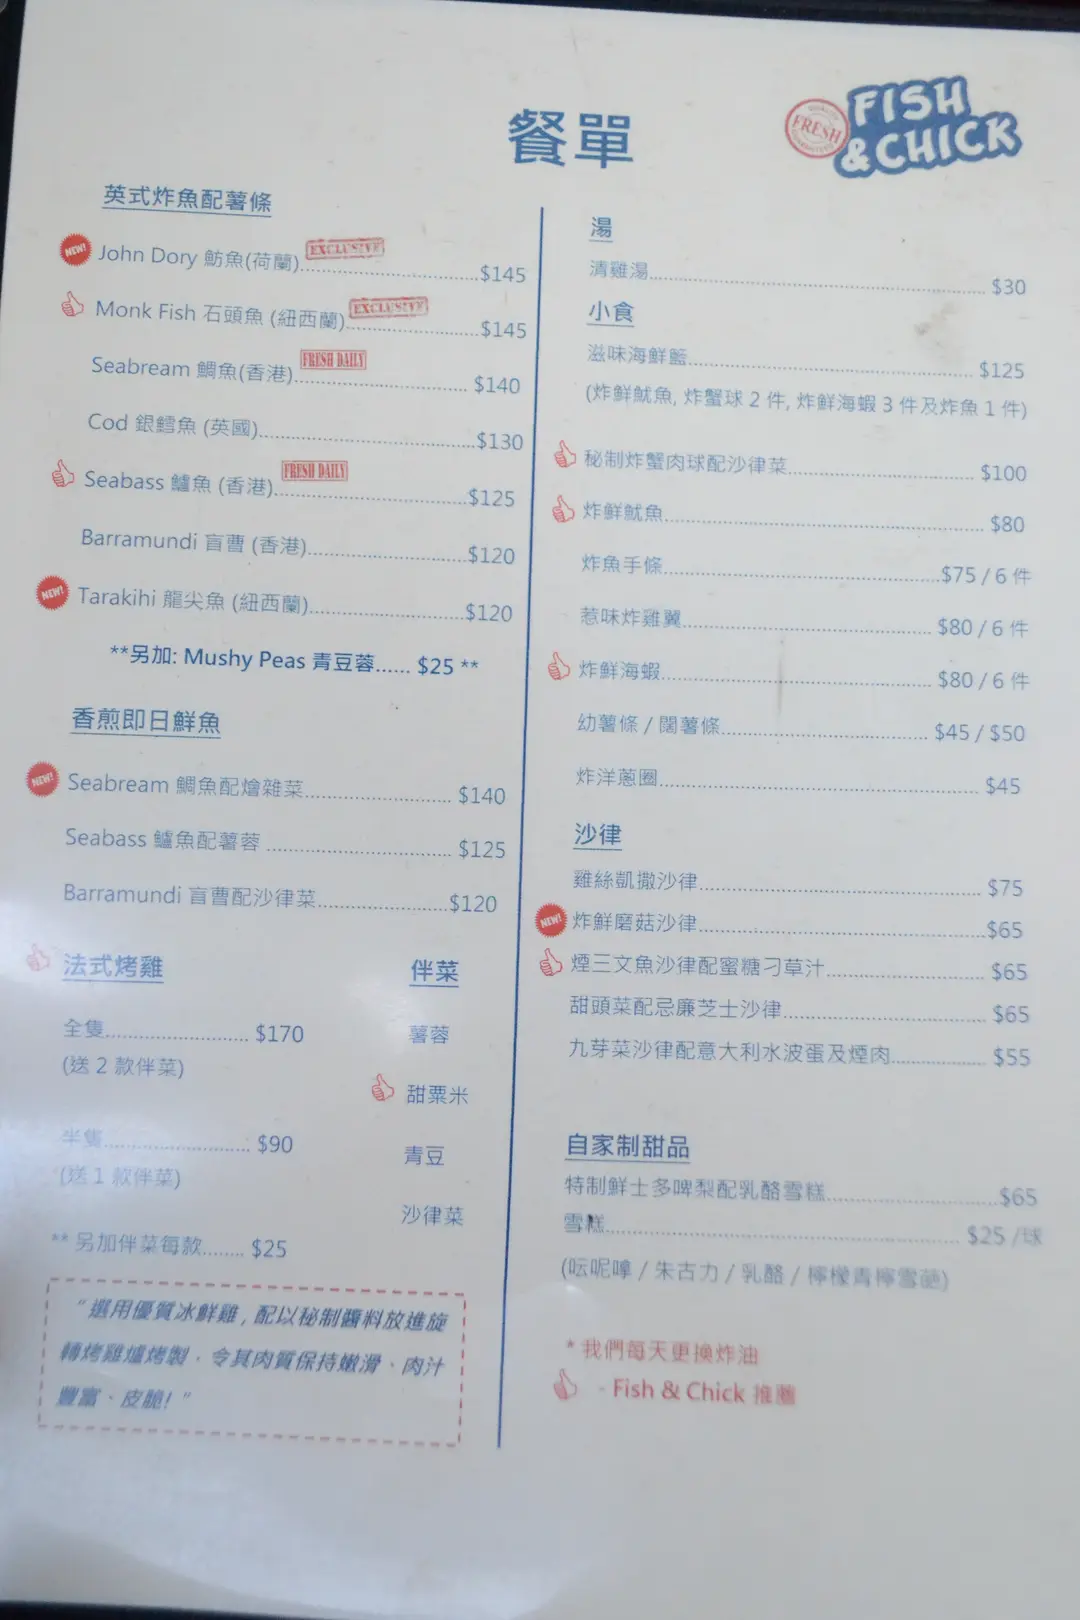 餐單
QUALITY
FRESH
GUARANTEED
FISH
& CHICK
英式炸魚配薯條
NEW! John Dory 魴魚(荷蘭) EXCLUSIVE $145
Monk Fish 石頭魚 (紐西蘭) EXCLUSIVE $145
Seabream 鯛魚(香港) FRESH DAILY $140
Cod 銀鱈魚 (英國) $130
Seabass 鱸魚 (香港) FRESH DAILY $125
Barramundi 盲曹 (香港) $120
NEW! Tarakihi 龍尖魚 (紐西蘭) $120
**另加: Mushy Peas 青豆蓉...... $25 **
香煎即日鮮魚
NEW! Seabream 鯛魚配燴雜菜 $140
Seabass 鱸魚配薯蓉 $125
Barramundi 盲曹配沙律菜 $120
法式烤雞
全隻 $170
(送 2 款伴菜)
半隻 $90
(送 1 款伴菜)
** 另加伴菜每款........ $25
伴菜
薯蓉
甜粟米
青豆
沙律菜
“選用優質冰鮮雞, 配以秘制醬料放進旋
轉烤雞爐烤製﹒令其肉質保持嫩滑、肉汁
豐富、皮脆! ”
湯
清雞湯 $30
小食
滋味海鮮籃 $125
(炸鮮魷魚, 炸蟹球 2 件, 炸鮮海蝦 3 件及炸魚 1 件)
秘制炸蟹肉球配沙律菜 $100
炸鮮魷魚 $80
炸魚手條 $75 / 6 件
惹味炸雞翼 $80 / 6 件
炸鮮海蝦 $80 / 6 件
幼薯條 / 闊薯條 $45 / $50
炸洋蔥圈 $45
沙律
雞絲凱撒沙律 $75
NEW! 炸鮮磨菇沙律 $65
煙三文魚沙律配蜜糖刁草汁 $65
甜頭菜配忌廉芝士沙律 $65
九芽菜沙律配意大利水波蛋及煙肉 $55
自家制甜品
特制鮮士多啤梨配乳酪雪糕 $65
雪糕 $25 /球
(呍呢嗱 / 朱古力 / 乳酪 / 檸檬青檸雪葩)
* 我們每天更換炸油
- Fish & Chick 推薦